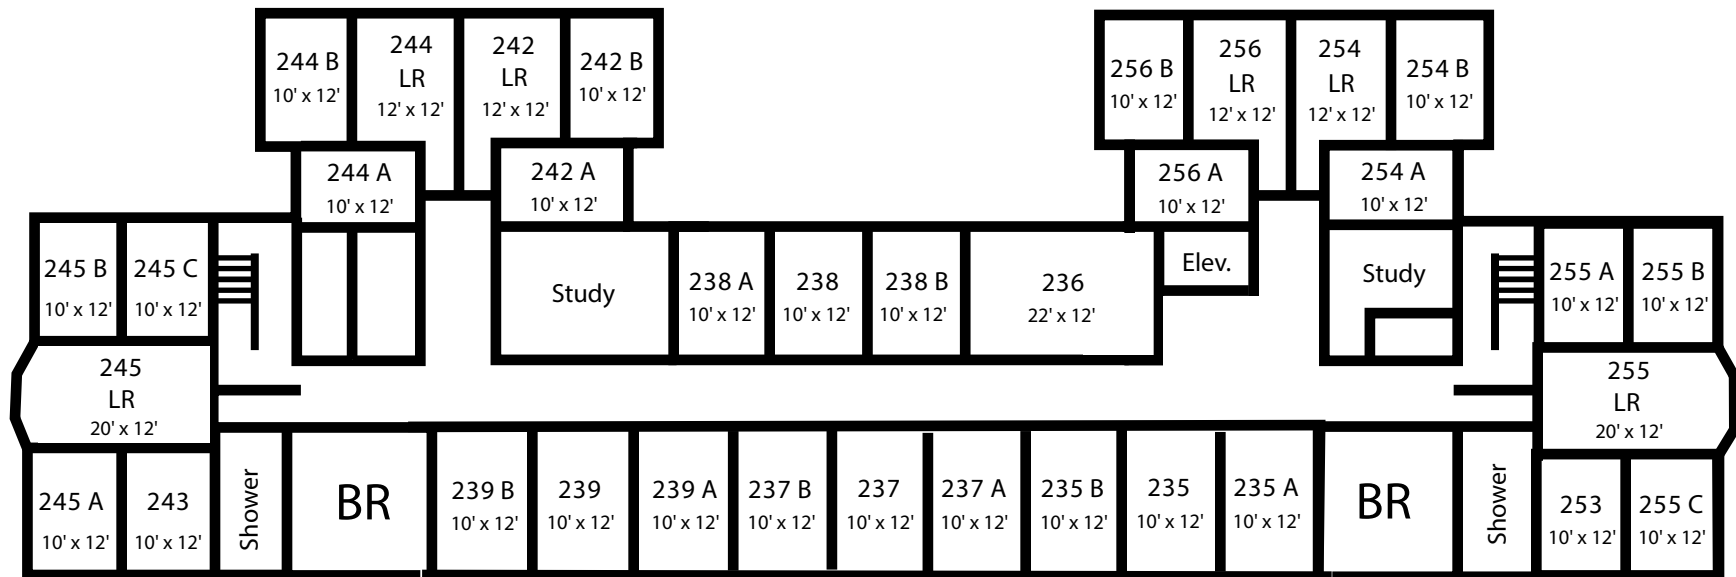 244 B
10' x 12'
244
LR
12' x 12'
242
LR
12' x 12'
242 B
10' x 12'
256 B
10' x 12'
256
LR
12' x 12'
254
LR
12' x 12'
254 B
10' x 12'
244 A
10' x 12'
242 A
10' x 12'
256 A
10' x 12'
254 A
10' x 12'
245 B
10' x 12'
245 C
10' x 12'
Study
238 A
10' x 12'
238
10' x 12'
238 B
10' x 12'
236
22' x 12'
Elev.
Study
255 A
10' x 12'
255 B
10' x 12'
245
LR
20' x 12'
255
LR
20' x 12'
245 A
10' x 12'
243
10' x 12'
Shower
BR
239 B
10' x 12'
239
10' x 12'
239 A
10' x 12'
237 B
10' x 12'
237
10' x 12'
237 A
10' x 12'
235 B
10' x 12'
235
10' x 12'
235 A
10' x 12'
BR
Shower
253
10' x 12'
255 C
10' x 12'